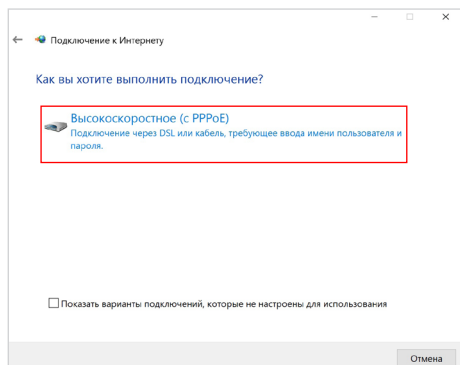 Подключение к Интернету
Как вы хотите выполнить подключение?
Высокоскоростное (с PPPoE)
Подключение через DSL или кабель, требующее ввода имени пользователя и
пароля.
Показать варианты подключений, которые не настроены для использования
Отмена